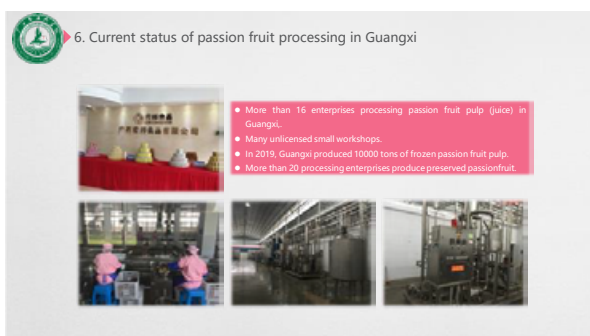 6. Current status of passion fruit processing in Guangxi
● More than 16 enterprises processing passion fruit pulp (juice) in
Guangxi,.
● Many unlicensed small workshops.
● In 2019, Guangxi produced 10000 tons of frozen passion fruit pulp.
● More than 20 processing enterprises produce preserved passionfruit.